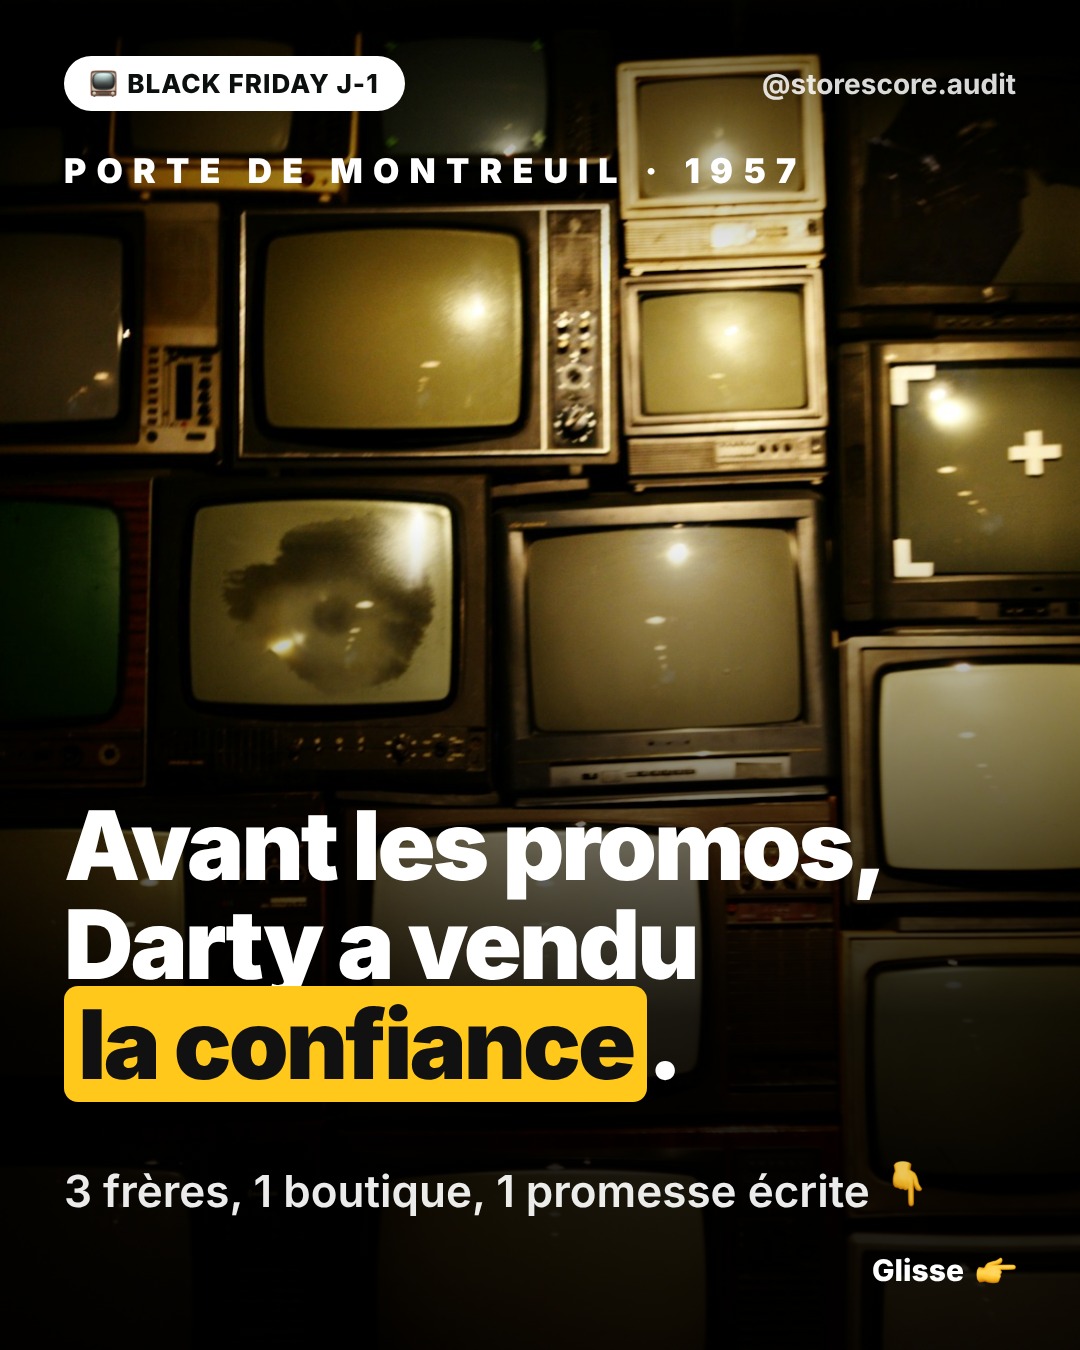 📺 BLACK FRIDAY J-1
@storescore.audit
PORTE DE MONTREUIL · 1957
Avant les promos,
Darty a vendu
la confiance.
3 frères, 1 boutique, 1 promesse écrite 👇
Glisse 👉